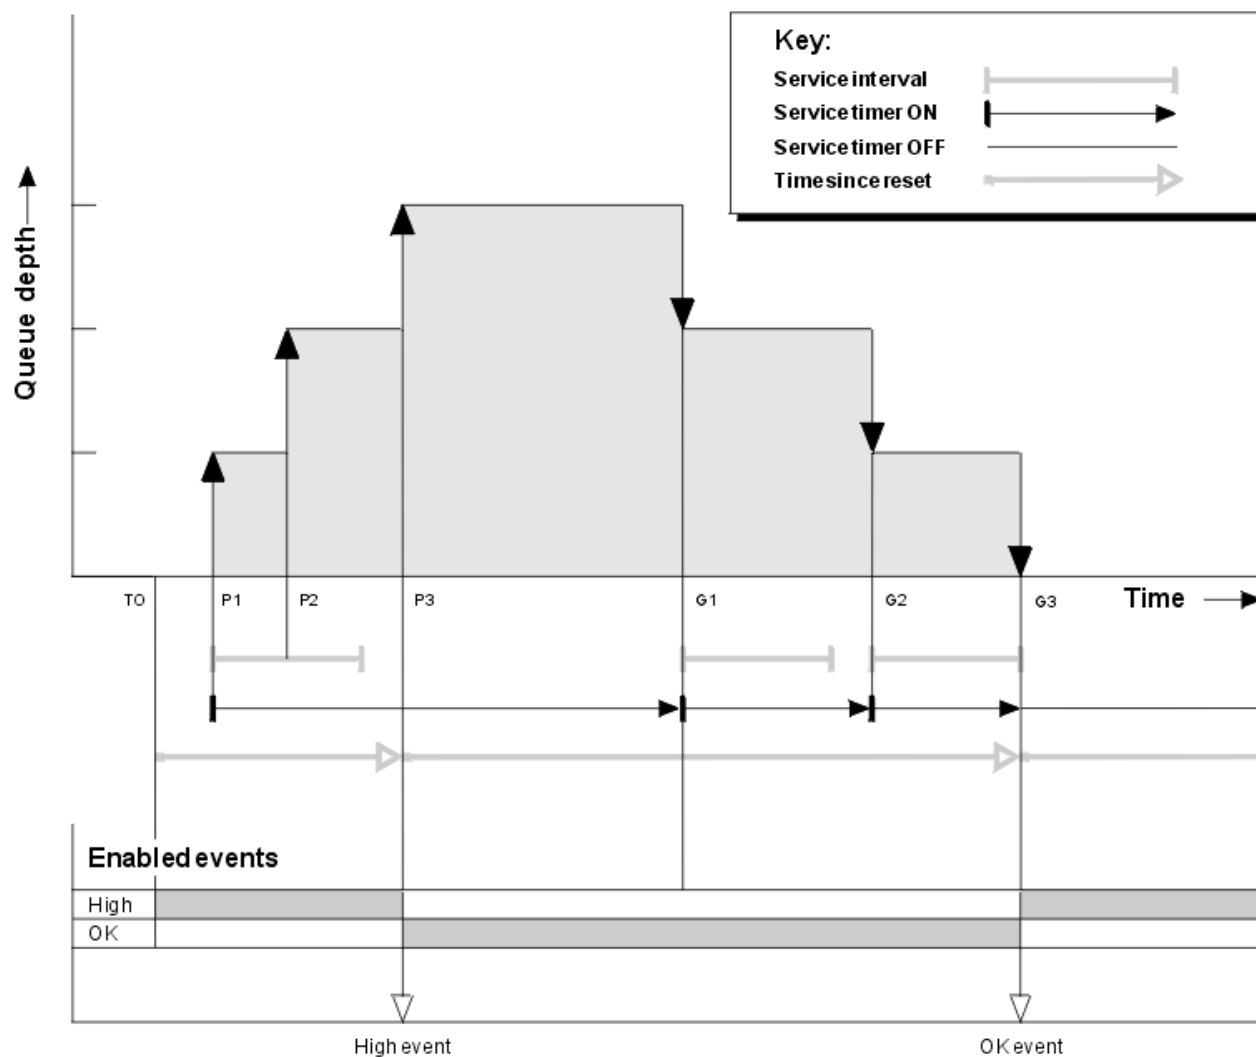 Key:
Service interval
Service timer ON
Service timer OFF
Time since reset
Queue depth
T0 P1 P2 P3 G1 G2 G3 Time
Enabled events
High
OK
High event OK event